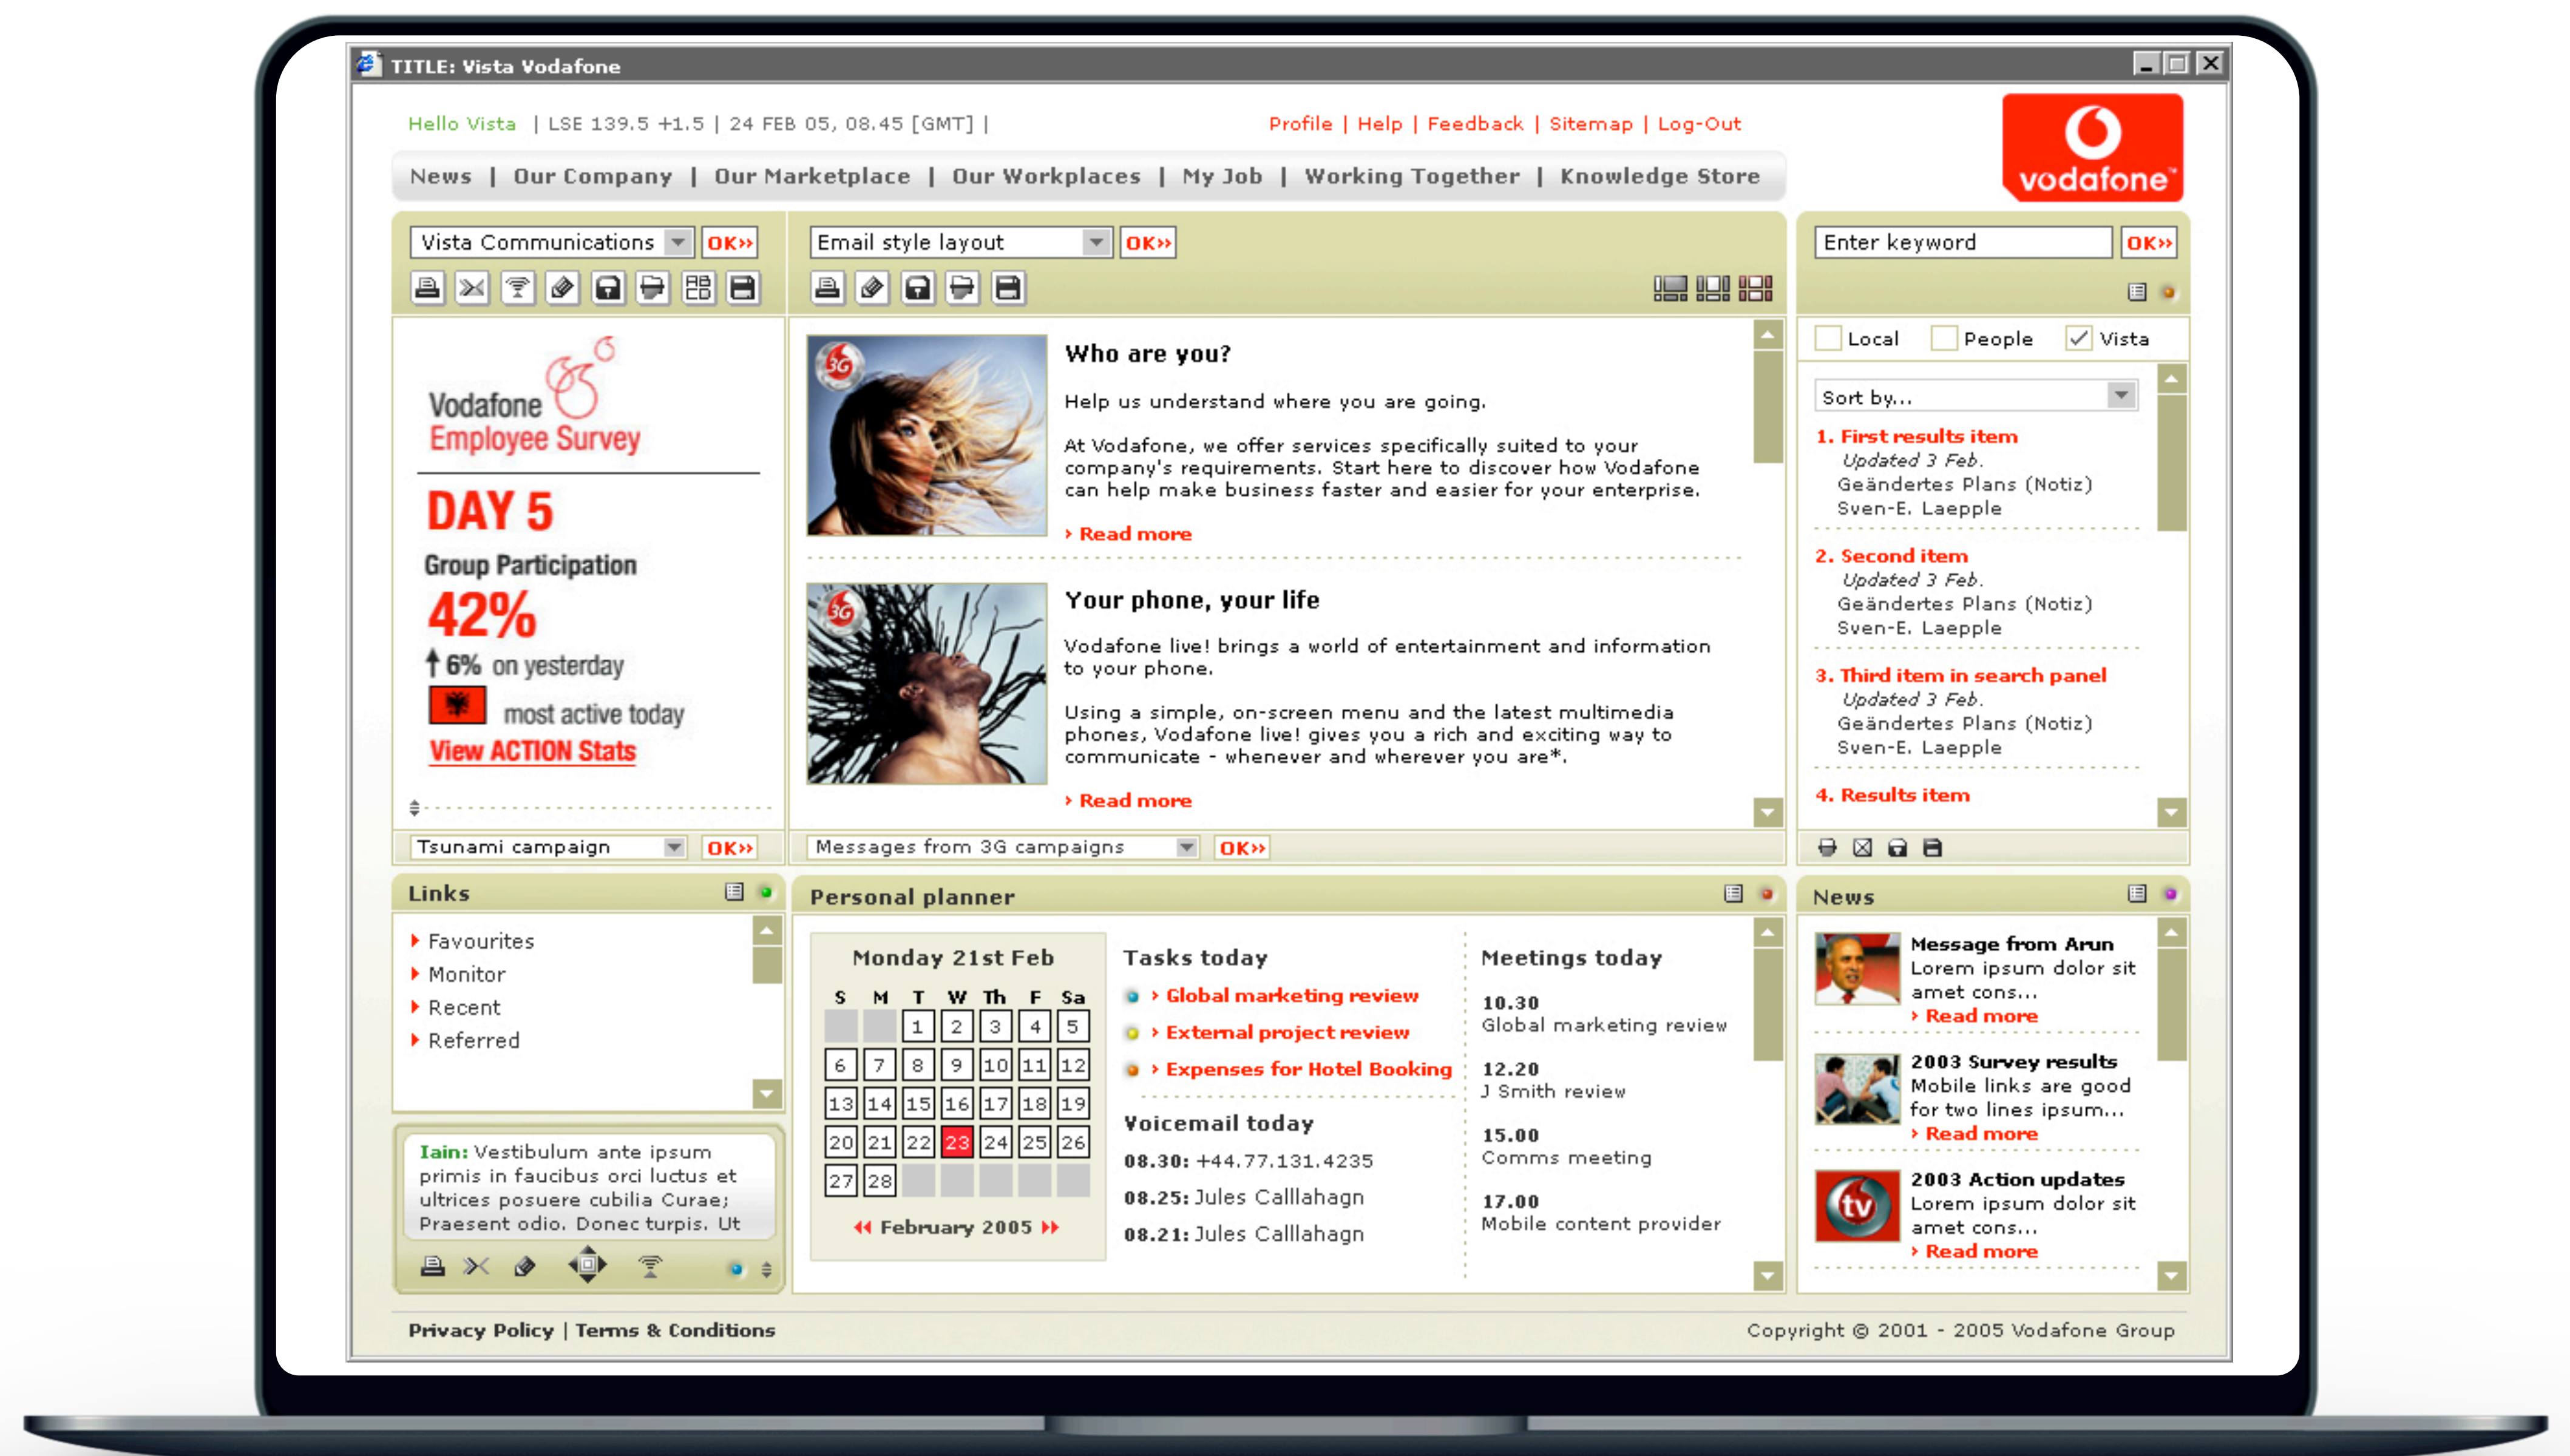 TITLE: Vista Vodafone
Hello Vista | LSE 139.5 +1.5 | 24 FEB 05, 08.45 [GMT] |
Profile | Help | Feedback | Sitemap | Log-Out
vodafone™
News | Our Company | Our Marketplace | Our Workplaces | My Job | Working Together | Knowledge Store
Vista Communications OK››
Email style layout OK››
Enter keyword OK››
Vodafone
Employee Survey
DAY 5
Group Participation
42%
6% on yesterday
most active today
View ACTION Stats
Tsunami campaign OK››
3G
Who are you?
Help us understand where you are going.
At Vodafone, we offer services specifically suited to your
company's requirements. Start here to discover how Vodafone
can help make business faster and easier for your enterprise.
› Read more
3G
Your phone, your life
Vodafone live! brings a world of entertainment and information
to your phone.
Using a simple, on-screen menu and the latest multimedia
phones, Vodafone live! gives you a rich and exciting way to
communicate - whenever and wherever you are*.
› Read more
Messages from 3G campaigns OK››
Local People Vista
Sort by...
1. First results item
Updated 3 Feb.
Geändertes Plans (Notiz)
Sven-E. Laepple
2. Second item
Updated 3 Feb.
Geändertes Plans (Notiz)
Sven-E. Laepple
3. Third item in search panel
Updated 3 Feb.
Geändertes Plans (Notiz)
Sven-E. Laepple
4. Results item
Links
Favourites
Monitor
Recent
Referred
Iain: Vestibulum ante ipsum
primis in faucibus orci luctus et
ultrices posuere cubilia Curae;
Praesent odio. Donec turpis. Ut
Personal planner
Monday 21st Feb
S M T W Th F Sa
1 2 3 4 5
6 7 8 9 10 11 12
13 14 15 16 17 18 19
20 21 22 23 24 25 26
27 28
February 2005
Tasks today
› Global marketing review
› External project review
› Expenses for Hotel Booking
Voicemail today
08.30: +44.77.131.4235
08.25: Jules Calllahagn
08.21: Jules Calllahagn
Meetings today
10.30
Global marketing review
12.20
J Smith review
15.00
Comms meeting
17.00
Mobile content provider
News
Message from Arun
Lorem ipsum dolor sit
amet cons...
› Read more
2003 Survey results
Mobile links are good
for two lines ipsum...
› Read more
tv
2003 Action updates
Lorem ipsum dolor sit
amet cons...
› Read more
Privacy Policy | Terms & Conditions
Copyright © 2001 - 2005 Vodafone Group